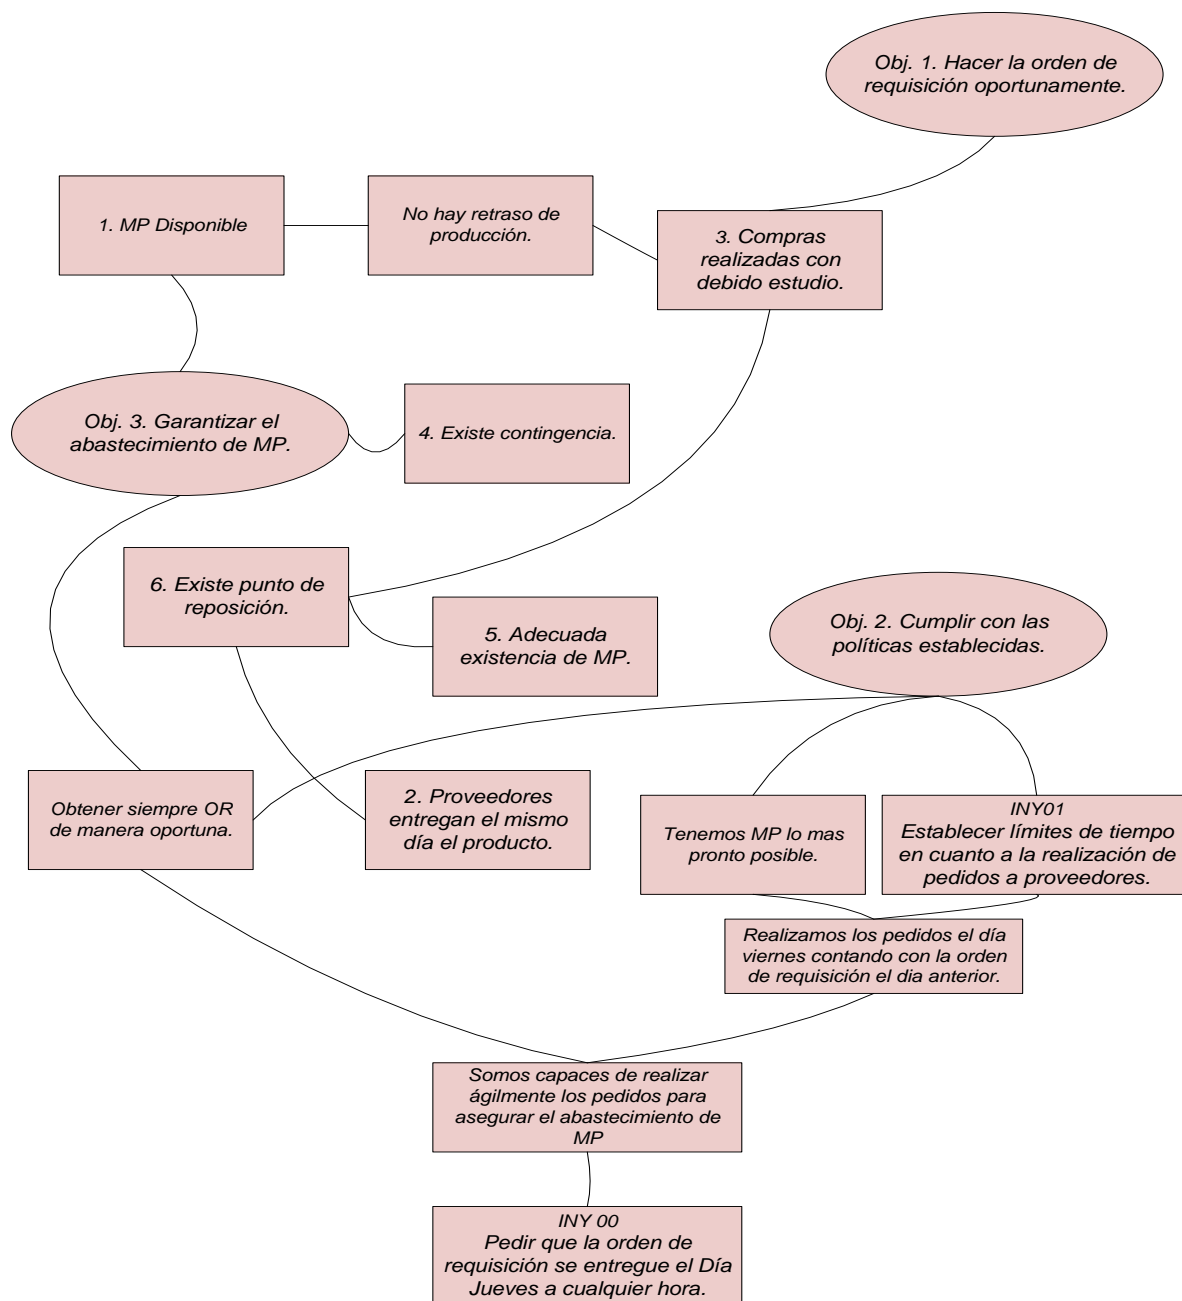 Obj. 1. Hacer la orden de
requisición oportunamente.
1. MP Disponible
No hay retraso de
producción.
3. Compras
realizadas con
debido estudio.
Obj. 3. Garantizar el
abastecimiento de MP.
4. Existe contingencia.
6. Existe punto de
reposición.
5. Adecuada
existencia de MP.
Obj. 2. Cumplir con las
políticas establecidas.
Obtener siempre OR
de manera oportuna.
2. Proveedores
entregan el mismo
día el producto.
Tenemos MP lo mas
pronto posible.
INY01
Establecer límites de tiempo
en cuanto a la realización de
pedidos a proveedores.
Realizamos los pedidos el día
viernes contando con la orden
de requisición el dia anterior.
Somos capaces de realizar
ágilmente los pedidos para
asegurar el abastecimiento de
MP
INY 00
Pedir que la orden de
requisición se entregue el Día
Jueves a cualquier hora.